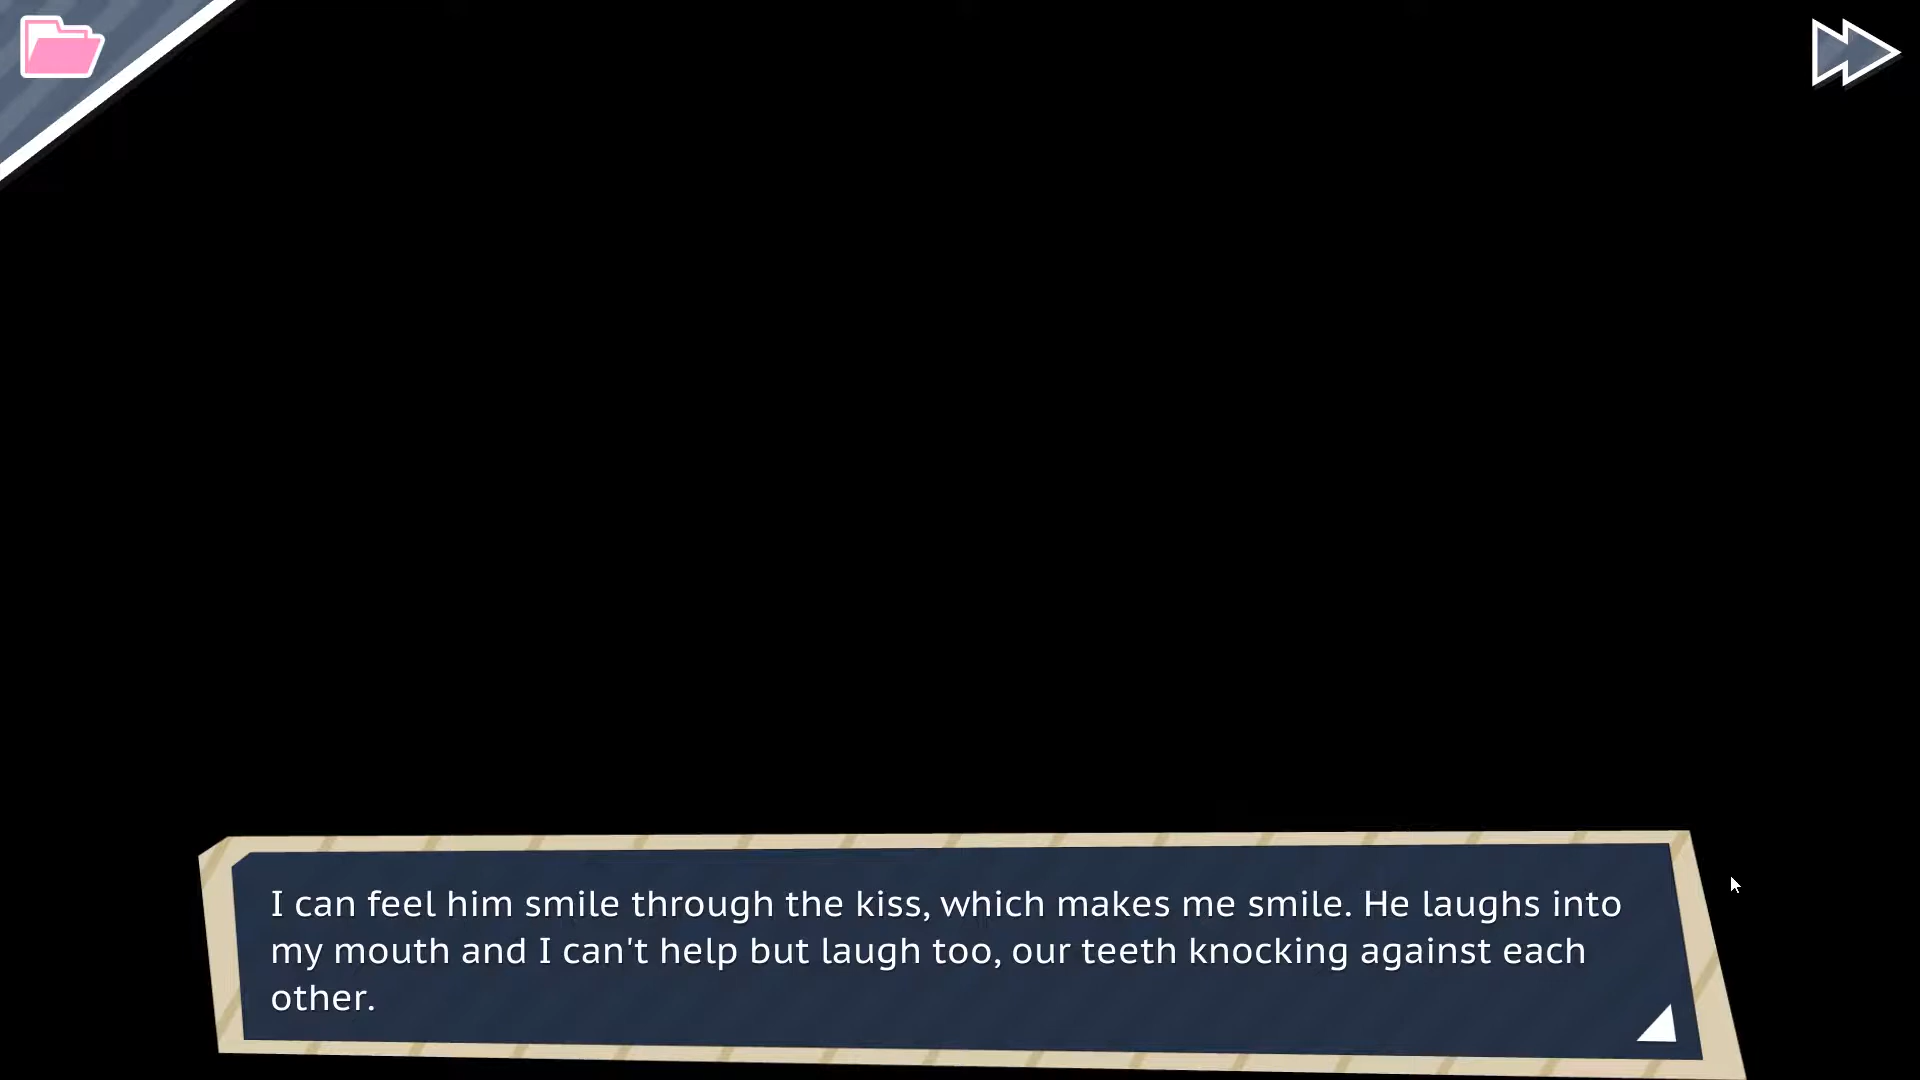 I can feel him smile through the kiss, which makes me smile. He laughs into
my mouth and I can't help but laugh too, our teeth knocking against each
other.